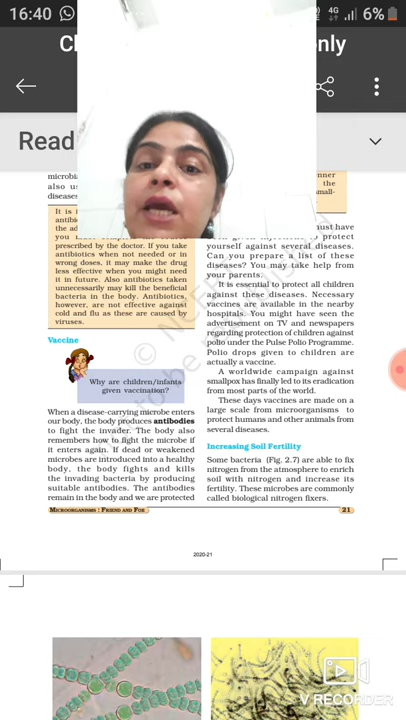 16:40
4G
6%
Ch
only
Read
microbia
also us
diseases
It is i
antibio
the ad
you
prescribed by the doctor. If you take
antibiotics when not needed or in
wrong doses, it may make the drug
less effective when you might need
it in future. Also antibiotics taken
unnecessarily may kill the beneficial
bacteria in the body. Antibiotics,
however, are not effective against
cold and flu as these are caused by
viruses.
Vaccine
Why are children/infants
given vaccination?
When a disease-carrying microbe enters
our body, the body produces antibodies
to fight the invader. The body also
remembers how to fight the microbe if
it enters again. If dead or weakened
microbes are introduced into a healthy
body, the body fights and kills
the invading bacteria by producing
suitable antibodies. The antibodies
remain in the body and we are protected
nner
the
small-
must have
to protect
yourself against several diseases.
Can you prepare a list of these
diseases? You may take help from
your parents.
It is essential to protect all children
against these diseases. Necessary
vaccines are available in the nearby
hospitals. You might have seen the
advertisement on TV and newspapers
regarding protection of children against
polio under the Pulse Polio Programme.
Polio drops given to children are
actually a vaccine.
A worldwide campaign against
smallpox has finally led to its eradication
from most parts of the world.
These days vaccines are made on a
large scale from microorganisms to
protect humans and other animals from
several diseases.
Increasing Soil Fertility
Some bacteria (Fig. 2.7) are able to fix
nitrogen from the atmosphere to enrich
soil with nitrogen and increase its
fertility. These microbes are commonly
called biological nitrogen fixers.
MICROORGANISMS : FRIEND AND FOE
21
2020-21
V RECORDER